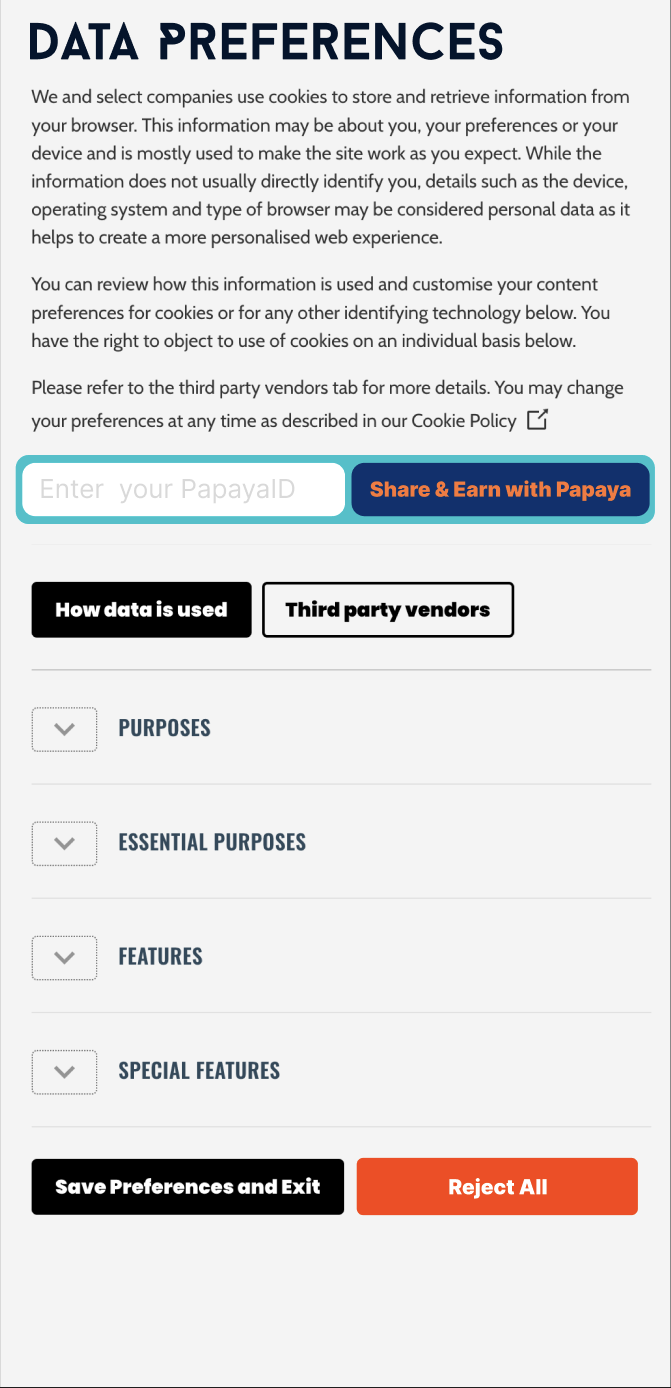 DATA PREFERENCES
We and select companies use cookies to store and retrieve information from
your browser. This information may be about you, your preferences or your
device and is mostly used to make the site work as you expect. While the
information does not usually directly identify you, details such as the device,
operating system and type of browser may be considered personal data as it
helps to create a more personalised web experience.
You can review how this information is used and customise your content
preferences for cookies or for any other identifying technology below. You
have the right to object to use of cookies on an individual basis below.
Please refer to the third party vendors tab for more details. You may change
your preferences at any time as described in our Cookie Policy
Enter your PapayaID
Share & Earn with Papaya
How data is used
Third party vendors
PURPOSES
ESSENTIAL PURPOSES
FEATURES
SPECIAL FEATURES
Save Preferences and Exit
Reject All